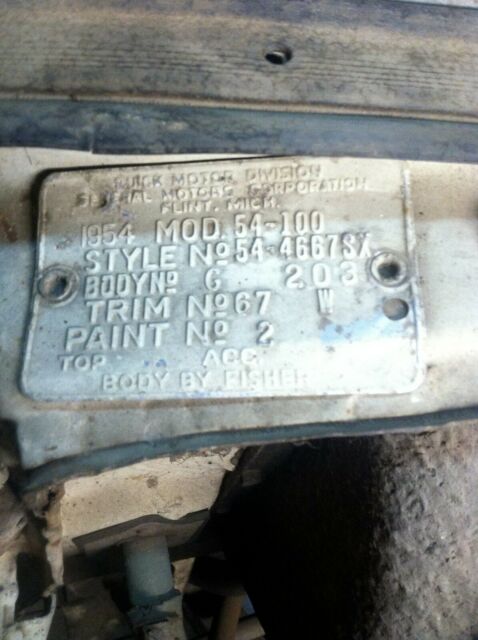 BUICK MOTOR DIVISION
GENERAL MOTORS CORPORATION
FLINT, MICH.
1954 MOD. 54-100
STYLE Nº 54-4667SX
BODY Nº G 203
TRIM Nº 67 W
PAINT Nº 2
TOP ACC
BODY BY FISHER